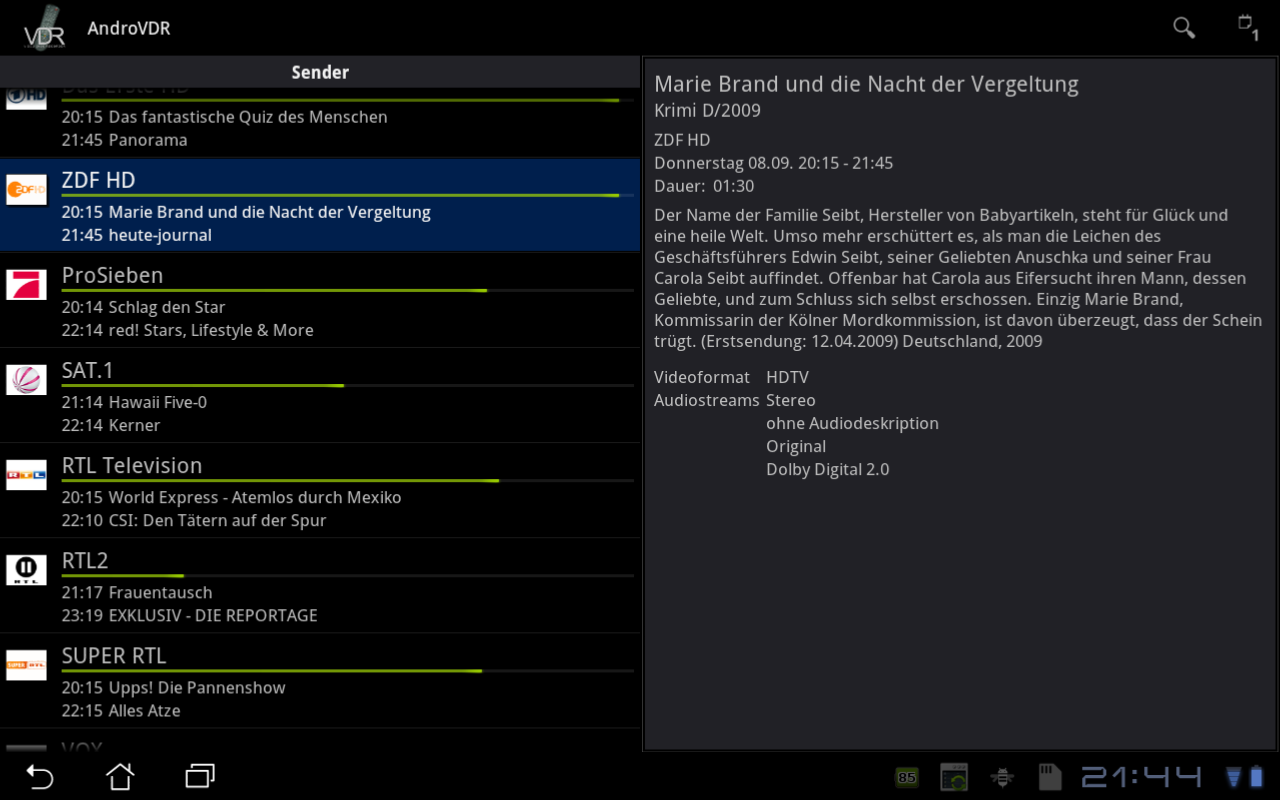 VDR
AndroVDR
1
Sender
Das Erste HD
20:15 Das fantastische Quiz des Menschen
21:45 Panorama
ZDF HD
20:15 Marie Brand und die Nacht der Vergeltung
21:45 heute-journal
ProSieben
20:14 Schlag den Star
22:14 red! Stars, Lifestyle & More
SAT.1
21:14 Hawaii Five-0
22:14 Kerner
RTL Television
20:15 World Express - Atemlos durch Mexiko
22:10 CSI: Den Tätern auf der Spur
RTL2
21:17 Frauentausch
23:19 EXKLUSIV - DIE REPORTAGE
SUPER RTL
20:15 Upps! Die Pannenshow
22:15 Alles Atze
VOX
Marie Brand und die Nacht der Vergeltung
Krimi D/2009
ZDF HD
Donnerstag 08.09. 20:15 - 21:45
Dauer: 01:30
Der Name der Familie Seibt, Hersteller von Babyartikeln, steht für Glück und
eine heile Welt. Umso mehr erschüttert es, als man die Leichen des
Geschäftsführers Edwin Seibt, seiner Geliebten Anuschka und seiner Frau
Carola Seibt auffindet. Offenbar hat Carola aus Eifersucht ihren Mann, dessen
Geliebte, und zum Schluss sich selbst erschossen. Einzig Marie Brand,
Kommissarin der Kölner Mordkommission, ist davon überzeugt, dass der Schein
trügt. (Erstsendung: 12.04.2009) Deutschland, 2009
Videoformat HDTV
Audiostreams Stereo
ohne Audiodeskription
Original
Dolby Digital 2.0
85
21:44